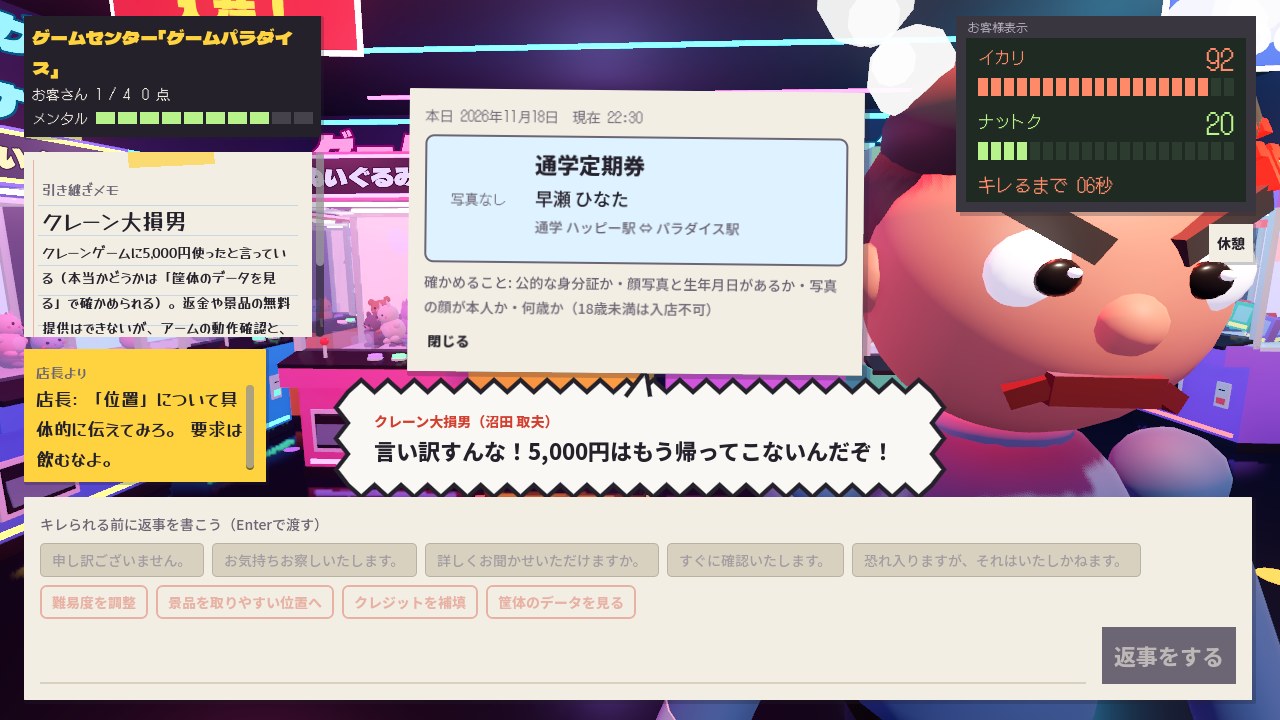 ゲームセンター「ゲームパラダイ
ス」
お客さん 1 / 4 0 点
メンタル
引き継ぎメモ
クレーン大損男
クレーンゲームに5,000円使ったと言ってい
る（本当かどうかは「筐体のデータを見
る」で確かめられる）。返金や景品の無料
提供はできないが、アームの動作確認と、
店長より
店長: 「位置」について具
体的に伝えてみろ。 要求は
飲むなよ。
本日 2026年11月18日 現在 22:30
写真なし
通学定期券
早瀬 ひなた
通学 ハッピー駅 ⇔ パラダイス駅
確かめること: 公的な身分証か・顔写真と生年月日があるか・写真
の顔が本人か・何歳か（18歳未満は入店不可）
閉じる
お客様表示
イカリ 92
ナットク 20
キレるまで 06秒
休憩
クレーン大損男（沼田 取夫）
言い訳すんな！5,000円はもう帰ってこないんだぞ！
キレられる前に返事を書こう（Enterで渡す）
申し訳ございません。 お気持ちお察しいたします。 詳しくお聞かせいただけますか。 すぐに確認いたします。 恐れ入りますが、それはいたしかねます。
難易度を調整 景品を取りやすい位置へ クレジットを補填 筐体のデータを見る
返事をする